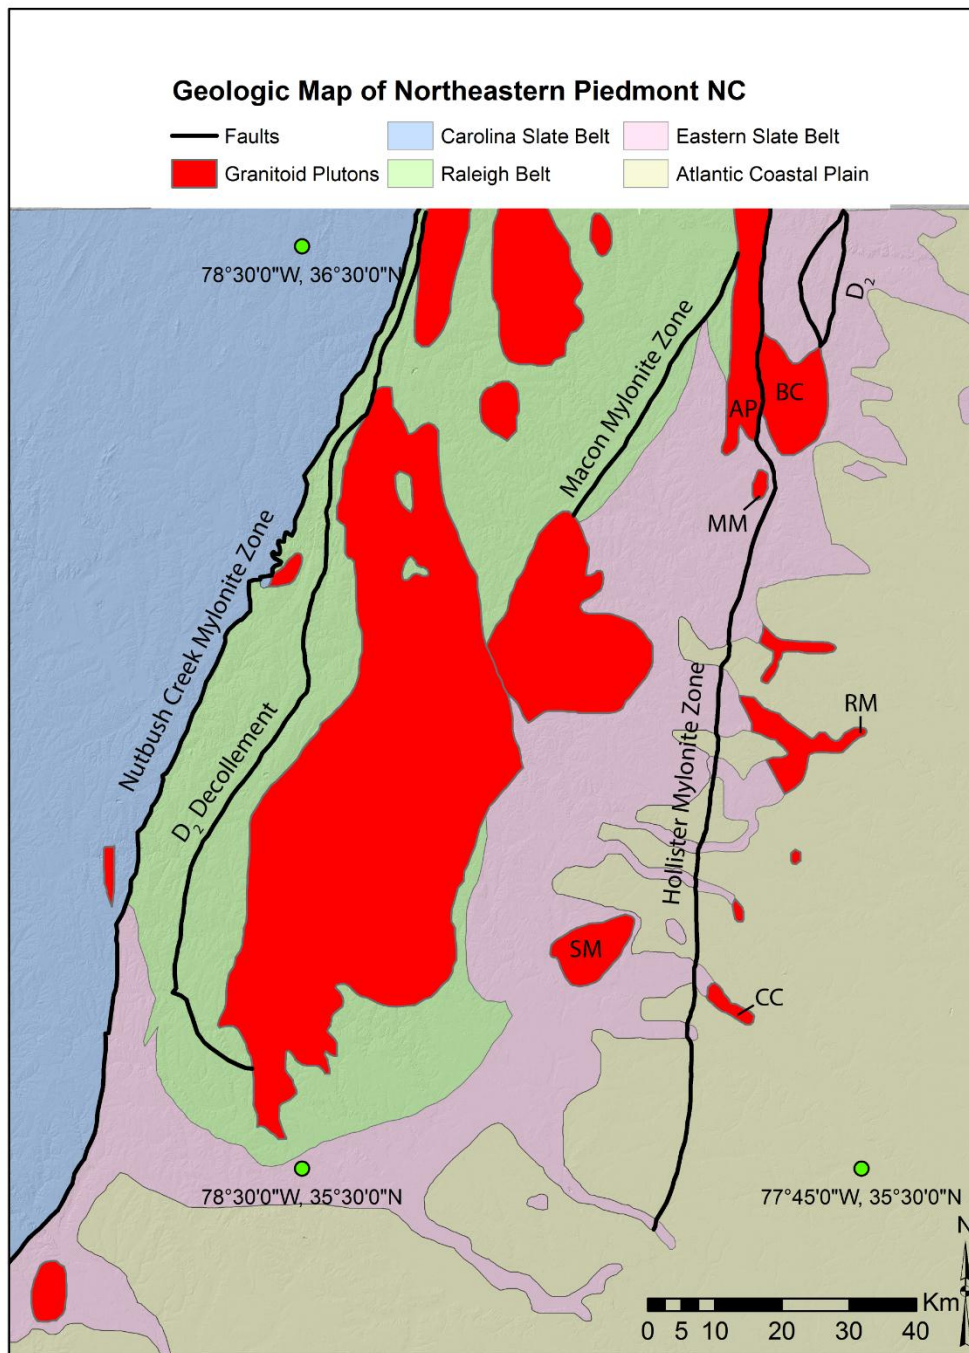 Geologic Map of Northeastern Piedmont NC
Faults
Carolina Slate Belt
Eastern Slate Belt
Granitoid Plutons
Raleigh Belt
Atlantic Coastal Plain
78°30'0"W, 36°30'0"N
D₂
Macon Mylonite Zone
AP
BC
MM
Nutbush Creek Mylonite Zone
D₂ Decollement
Hollister Mylonite Zone
RM
SM
CC
78°30'0"W, 35°30'0"N
77°45'0"W, 35°30'0"N
N
Km
0 5 10 20 30 40